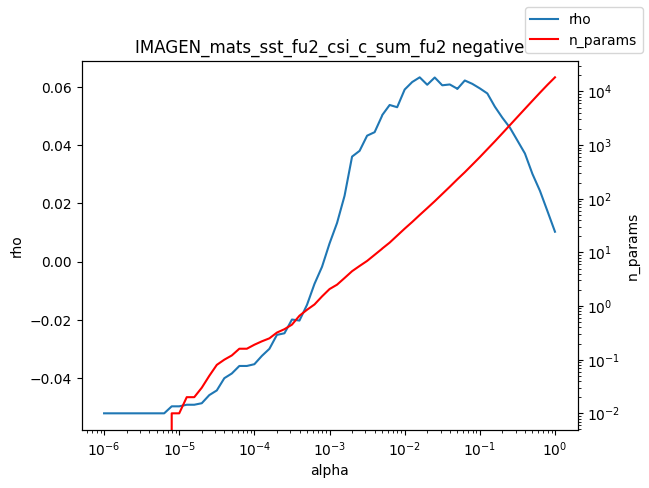 rho
n_params
IMAGEN_mats_sst_fu2_csi_c_sum_fu2 negative
0.06
0.04
0.02
0.00
−0.02
−0.04
rho
10⁴
10³
10²
10¹
10⁰
10⁻¹
10⁻²
n_params
10⁻⁶ 10⁻⁵ 10⁻⁴ 10⁻³ 10⁻² 10⁻¹ 10⁰
alpha